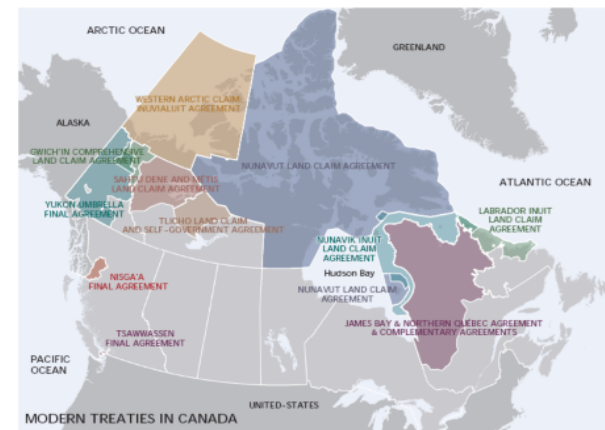 ARCTIC OCEAN
GREENLAND
WESTERN ARCTIC CLAIM:
INUVIALUIT AGREEMENT
ALASKA
GWICH'IN COMPREHENSIVE
LAND CLAIM AGREEMENT
NUNAVUT LAND CLAIM AGREEMENT
SAHTU DENE AND METIS
LAND CLAIM AGREEMENT
ATLANTIC OCEAN
YUKON UMBRELLA
FINAL AGREEMENT
TLICHO LAND CLAIM
AND SELF-GOVERNMENT AGREEMENT
LABRADOR INUIT
LAND CLAIM
AGREEMENT
NUNAVIK INUIT
LAND CLAIM
AGREEMENT
Hudson Bay
NISGA'A
FINAL AGREEMENT
NUNAVUT LAND CLAIM
AGREEMENT
JAMES BAY & NORTHERN QUEBEC AGREEMENT
& COMPLEMENTARY AGREEMENTS
TSAWWASSEN
FINAL AGREEMENT
PACIFIC
OCEAN
UNITED-STATES
MODERN TREATIES IN CANADA